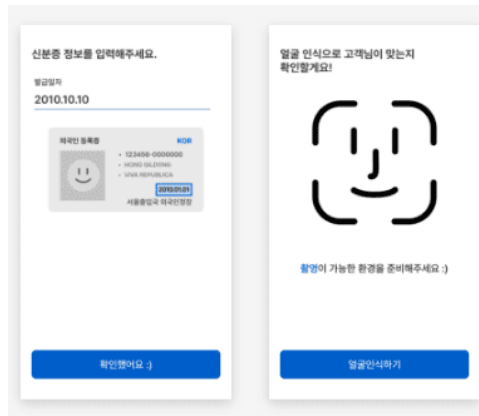 신분증 정보를 입력해주세요.
발급일자
2010.10.10
외국인 등록증 KOR
• 123456-0000000
• HONG GILDONG
• VIVA REPUBLICA
2010.01.01
서울출입국 외국인청장
확인했어요 :)
얼굴 인식으로 고객님이 맞는지
확인할게요!
촬영이 가능한 환경을 준비해주세요 :)
얼굴인식하기